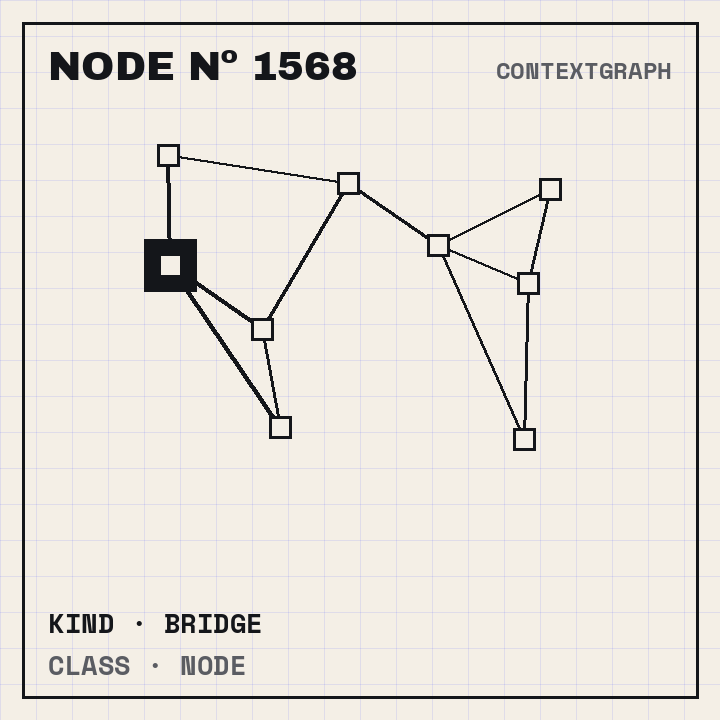 NODE Nº 1568
CONTEXTGRAPH
KIND · BRIDGE
CLASS · NODE